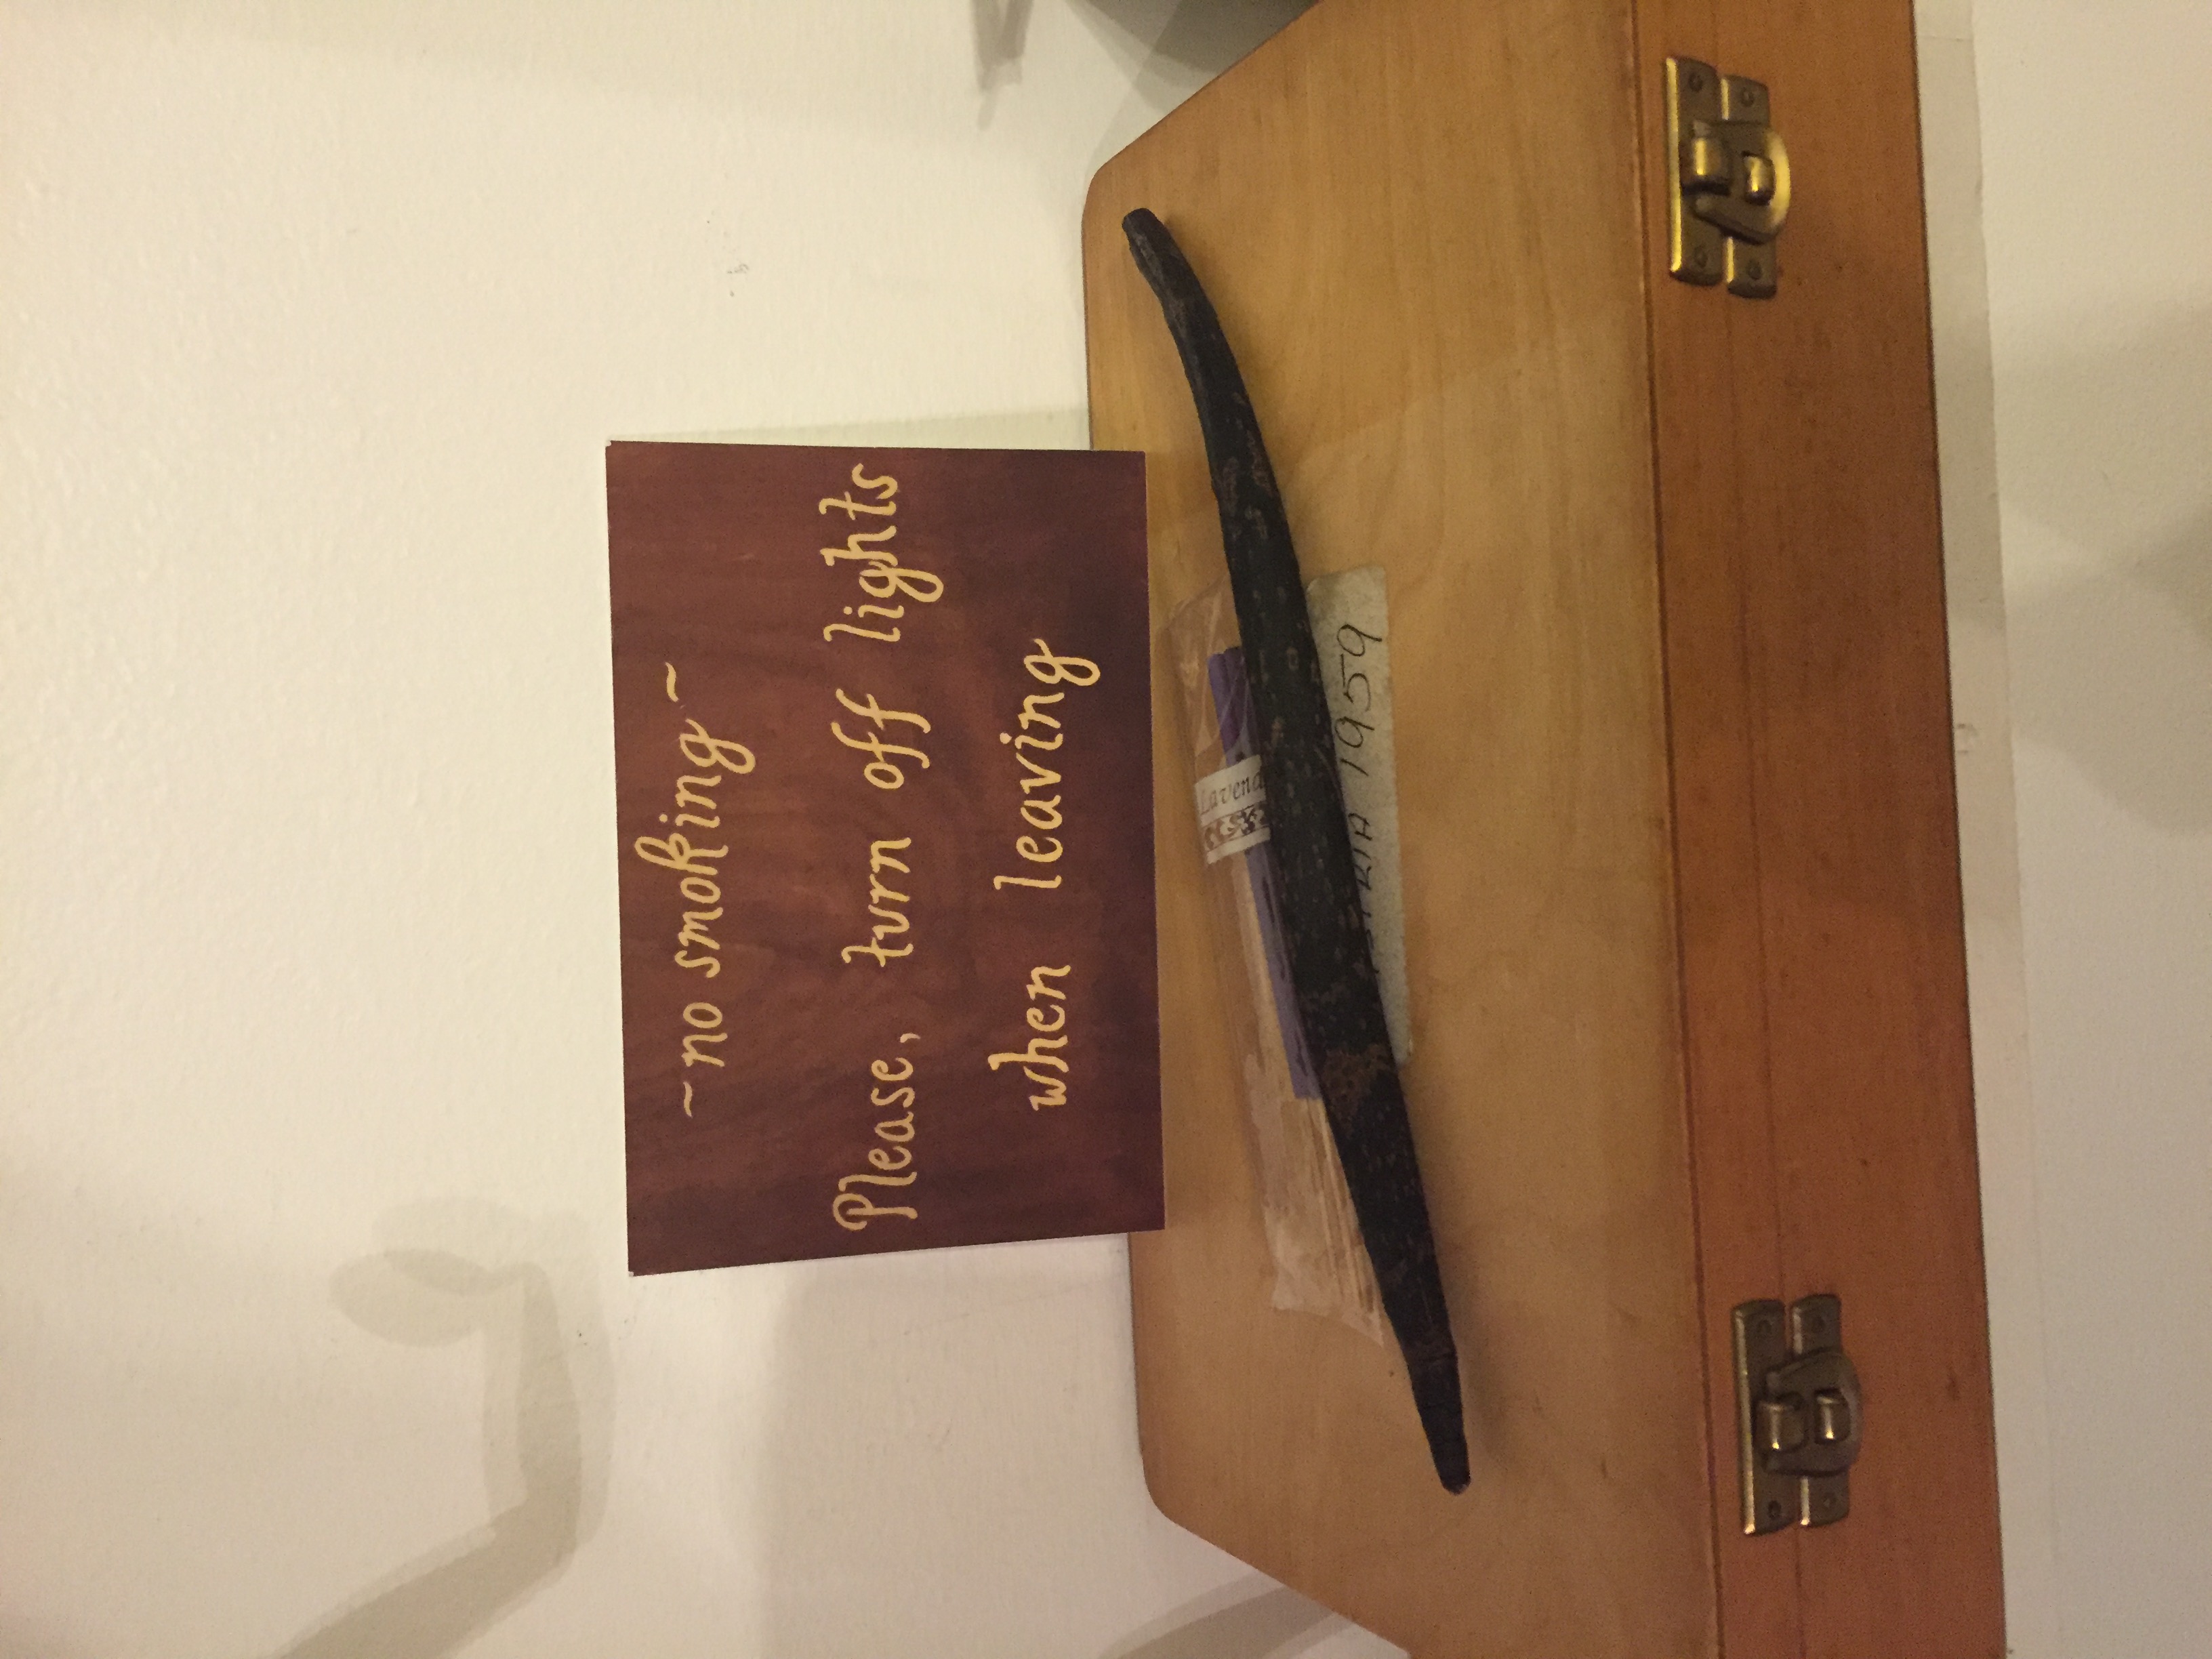 ~ no smoking ~
Please, turn off lights
when leaving
1959